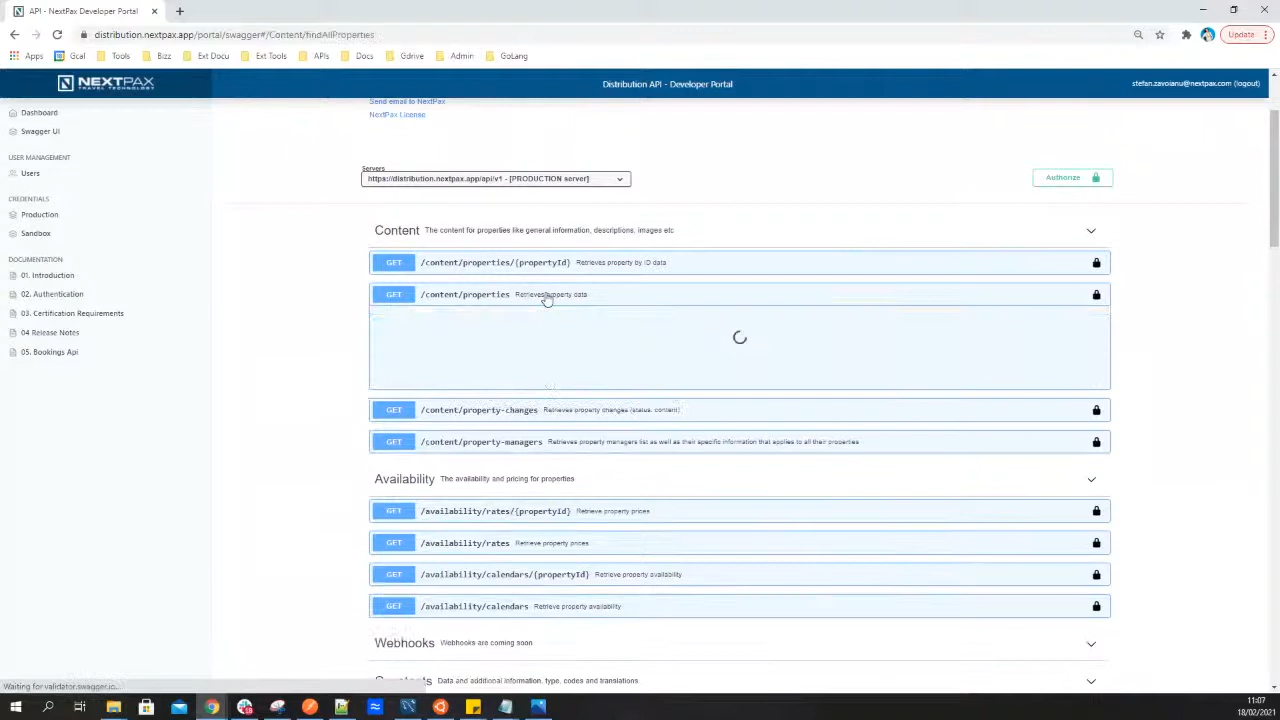 API - NextPax Developer Portal
distribution.nextpax.app/portal/swagger#/Content/findAllProperties
Update
Apps
Gcal
Tools
Bizz
Ext Docu
Ext Tools
APIs
Docs
Gdrive
Admin
GoLang
NEXTPAX
TRAVEL TECHNOLOGY
Distribution API - Developer Portal
stefan.zavoianu@nextpax.com (logout)
Dashboard
Swagger UI
USER MANAGEMENT
Users
CREDENTIALS
Production
Sandbox
DOCUMENTATION
01. Introduction
02. Authentication
03. Certification Requirements
04 Release Notes
05. Bookings Api
Send email to NextPax
NextPax License
Servers
https://distribution.nextpax.app/api/v1 - [PRODUCTION server]
Authorize
Content The content for properties like general information, descriptions, images etc
GET /content/properties/{propertyId} Retrieves property by ID data
GET /content/properties Retrieves property data
GET /content/property-changes Retrieves property changes (status, content)
GET /content/property-managers Retrieves property managers list as well as their specific information that applies to all their properties
Availability The availability and pricing for properties
GET /availability/rates/{propertyId} Retrieve property prices
GET /availability/rates Retrieve property prices
GET /availability/calendars/{propertyId} Retrieve property availability
GET /availability/calendars Retrieve property availability
Webhooks Webhooks are coming soon
Data and additional information, type, codes and translations
Waiting for validator.swagger.io...
11:07
18/02/2021